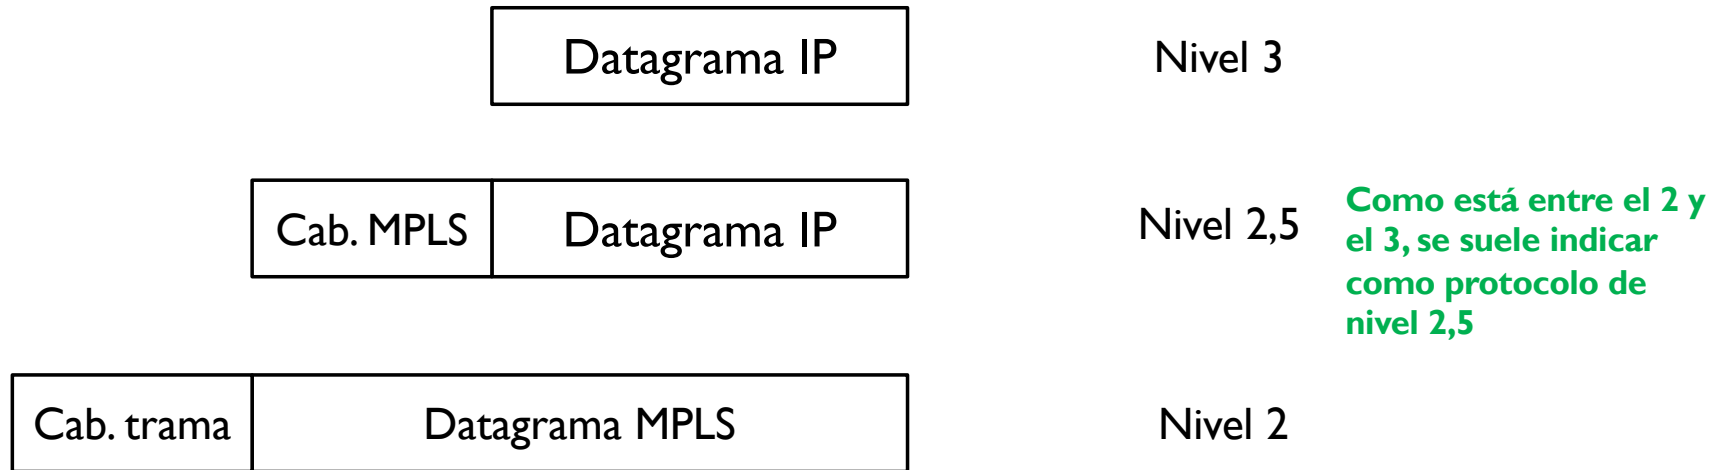 Datagrama IP
Nivel 3
Cab. MPLS
Datagrama IP
Nivel 2,5
Como está entre el 2 y
el 3, se suele indicar
como protocolo de
nivel 2,5
Cab. trama
Datagrama MPLS
Nivel 2